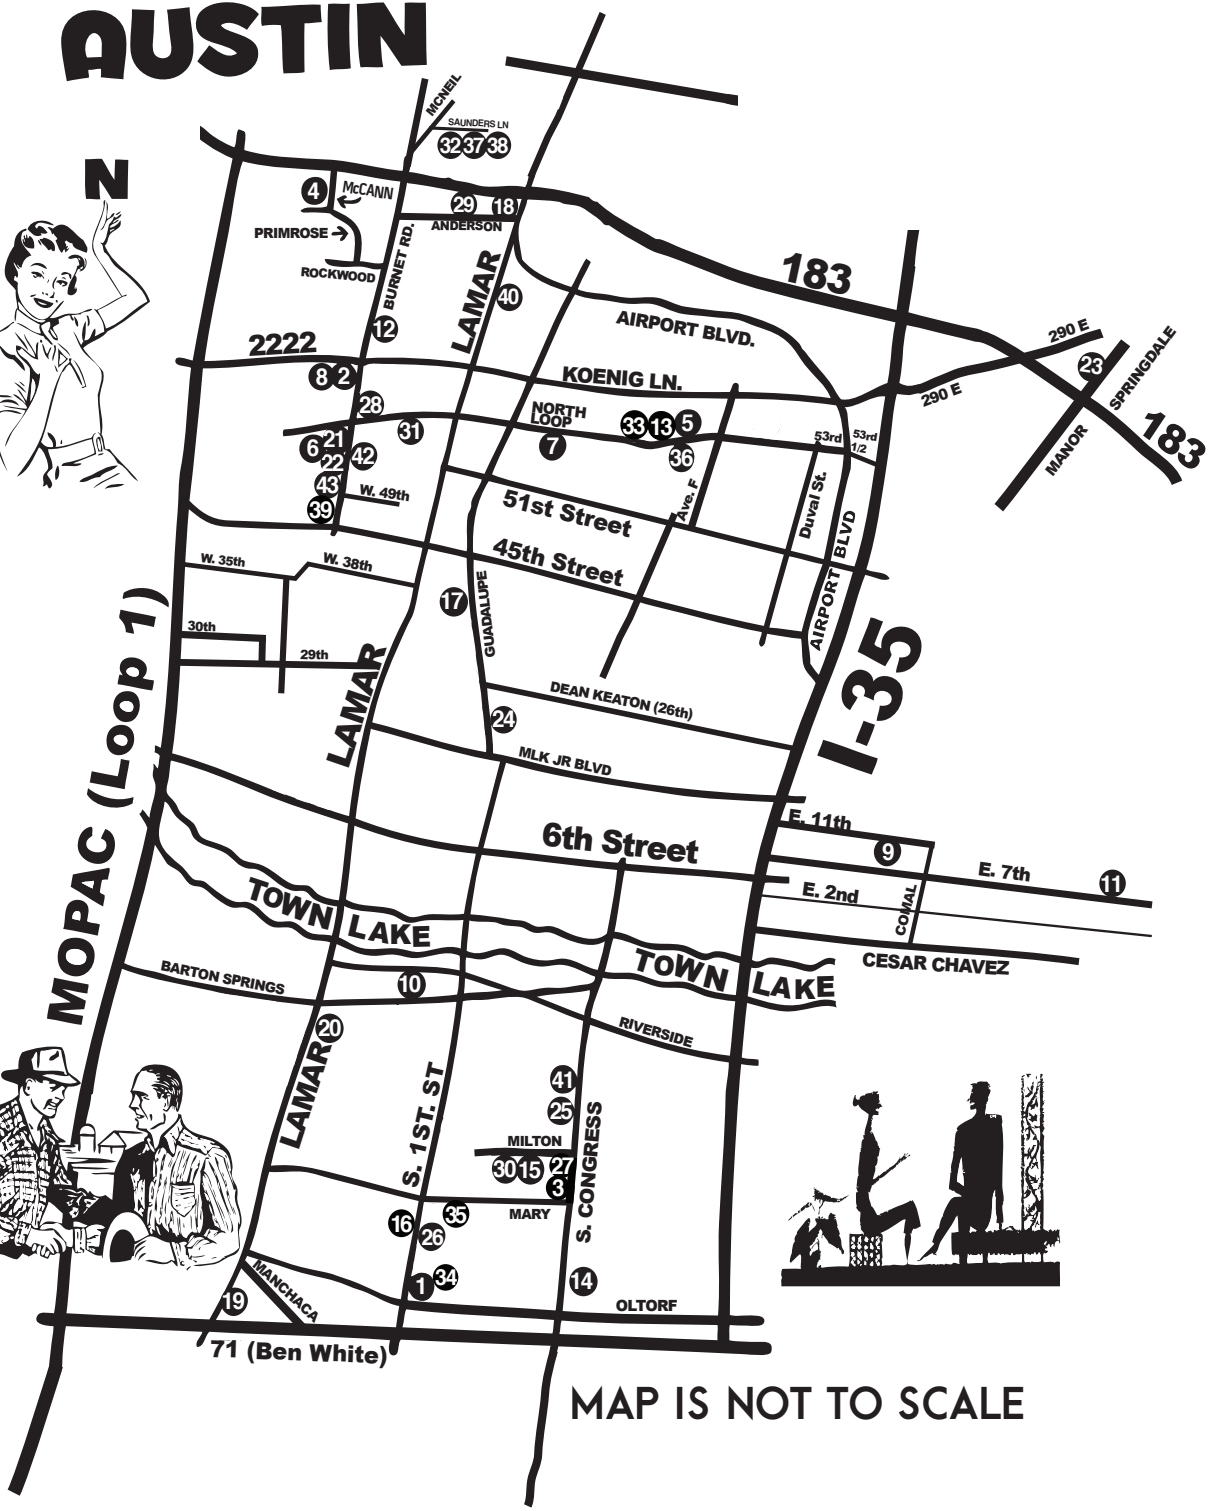 AUSTIN
MCNEIL
SAUNDERS LN
32 37 38
N
4
McCANN
29 18
ANDERSON
PRIMROSE
ROCKWOOD
BURNET RD.
LAMAR
40
183
12
AIRPORT BLVD.
290 E
2222
23
SPRINGDALE
8 2
KOENIG LN.
290 E
28
NORTH
LOOP
33 13 5
31
7
36
53rd
53rd
1/2
183
MANOR
21
6
22
42
43
39
W. 49th
51st Street
Ave. F
Duval St.
AIRPORT BLVD
45th Street
W. 35th
W. 38th
17
GUADALUPE
30th
29th
LAMAR
I-35
MOPAC (Loop 1)
DEAN KEATON (26th)
24
MLK JR BLVD
E. 11th
6th Street
9
E. 7th
11
E. 2nd
COMAL
TOWN LAKE
TOWN LAKE
CESAR CHAVEZ
BARTON SPRINGS
10
RIVERSIDE
20
LAMAR
S. 1ST. ST
41
25
S. CONGRESS
MILTON
30 15 27
3
MARY
16
35
26
1 34
14
MANCHACA
19
OLTORF
71 (Ben White)
MAP IS NOT TO SCALE